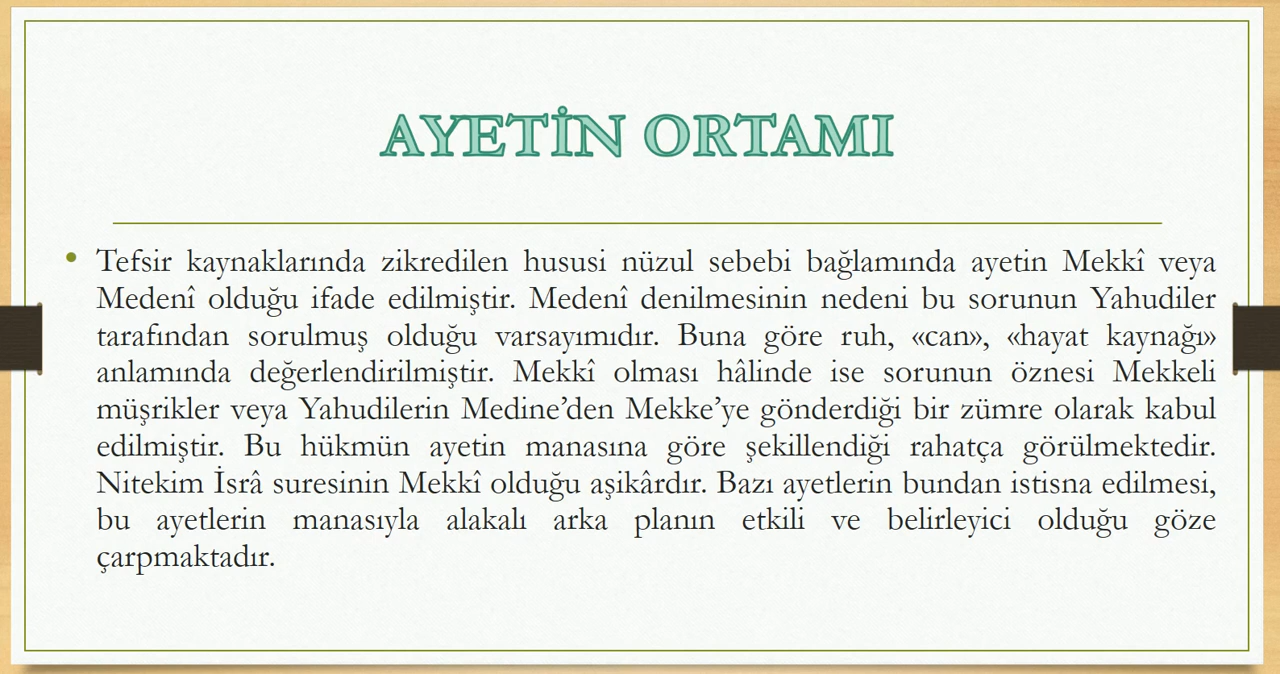 AYETİN ORTAMI
• Tefsir kaynaklarında zikredilen hususi nüzul sebebi bağlamında ayetin Mekkî veya
Medenî olduğu ifade edilmiştir. Medenî denilmesinin nedeni bu sorunun Yahudiler
tarafından sorulmuş olduğu varsayımıdır. Buna göre ruh, «can», «hayat kaynağı»
anlamında değerlendirilmiştir. Mekkî olması hâlinde ise sorunun öznesi Mekkeli
müşrikler veya Yahudilerin Medine’den Mekke’ye gönderdiği bir zümre olarak kabul
edilmiştir. Bu hükmün ayetin manasına göre şekillendiği rahatça görülmektedir.
Nitekim İsrâ suresinin Mekkî olduğu aşikârdır. Bazı ayetlerin bundan istisna edilmesi,
bu ayetlerin manasıyla alakalı arka planın etkili ve belirleyici olduğu göze
çarpmaktadır.